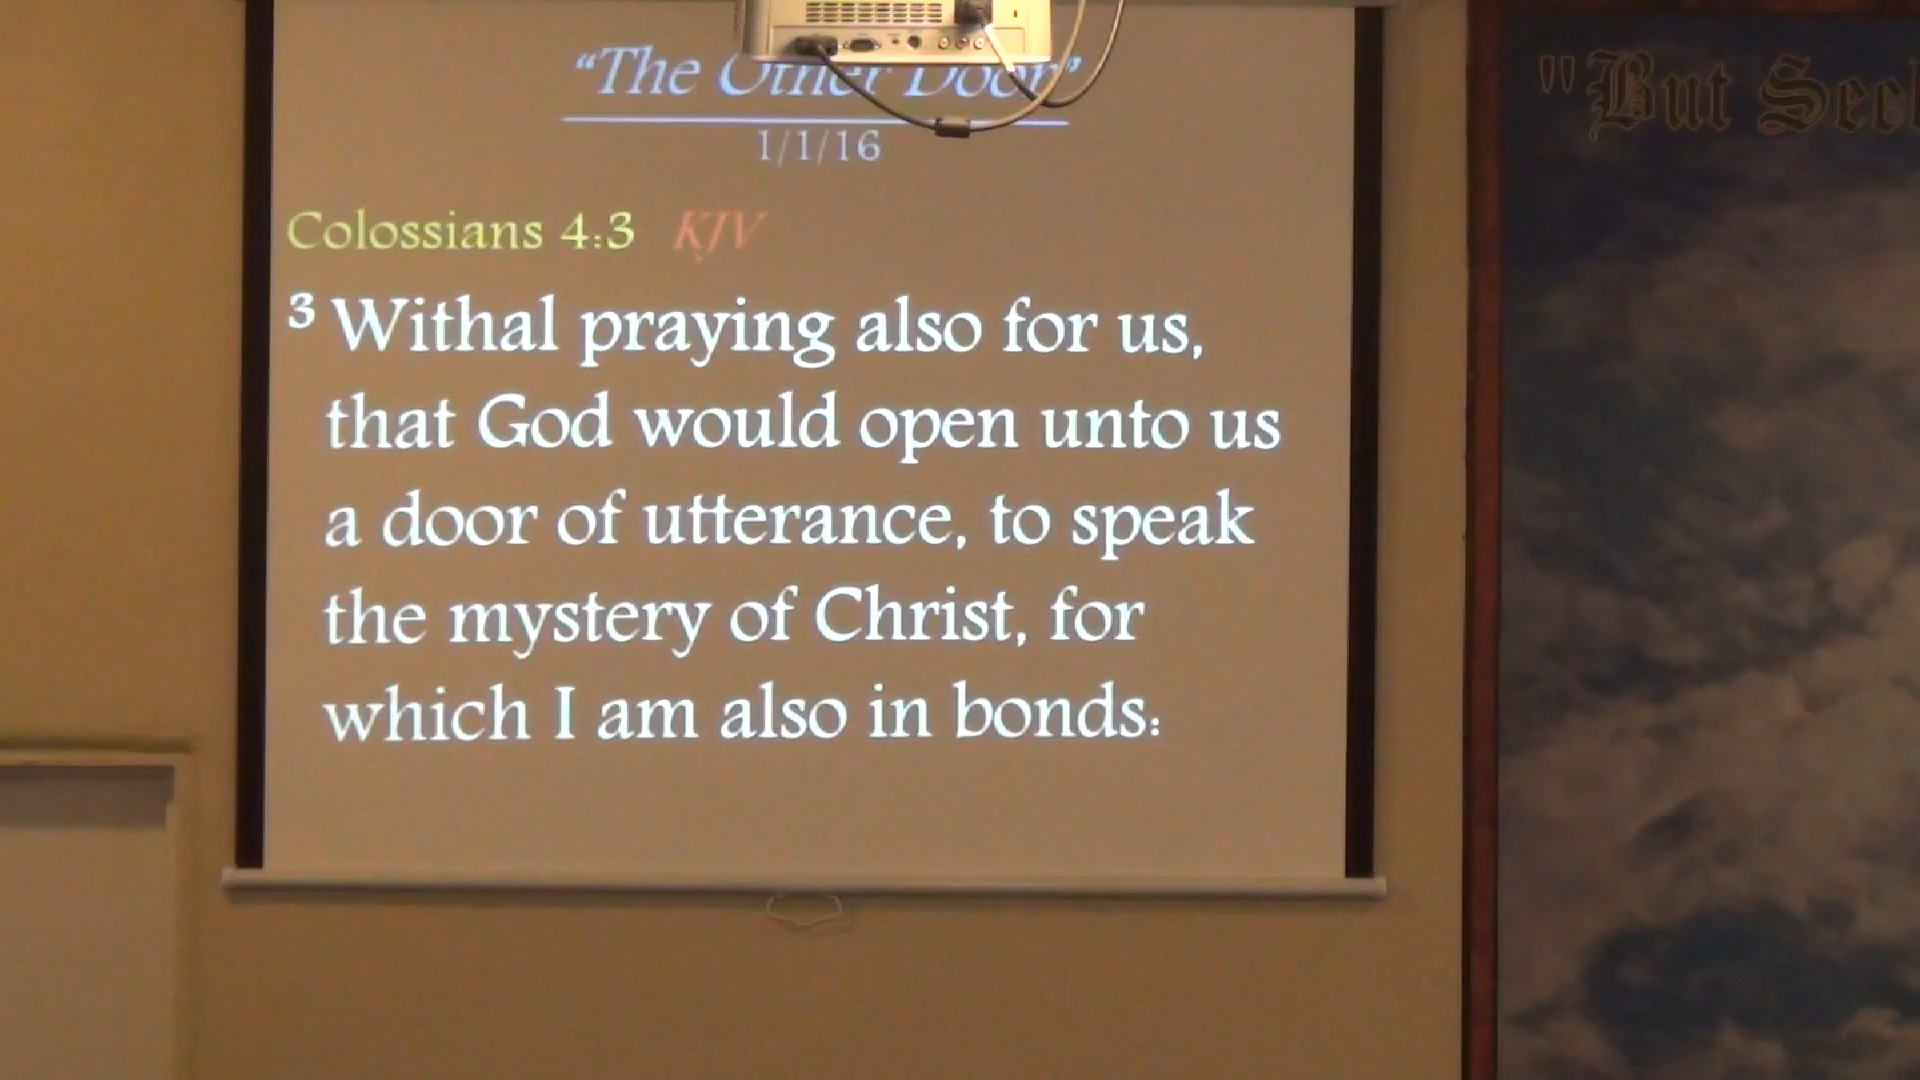 "The Other Door"
1/1/16
Colossians 4:3 KJV
3 Withal praying also for us,
that God would open unto us
a door of utterance, to speak
the mystery of Christ, for
which I am also in bonds:
"But Seek